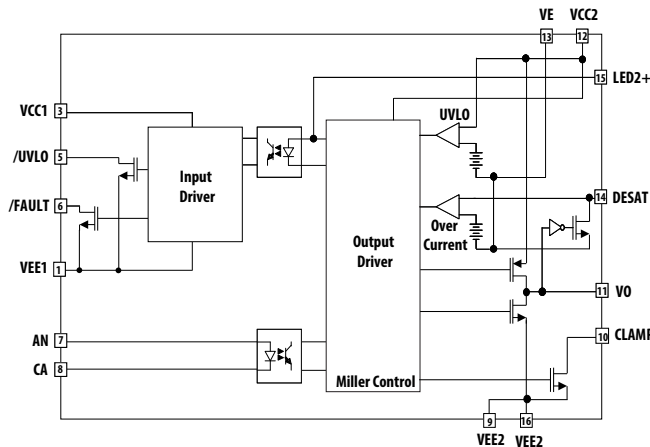 VE
VCC2
13
12
15
LED2+
VCC1
3
UVLO
/UVLO
5
Input
Driver
/FAULT
6
14
DESAT
Over
Current
Output
Driver
VEE1
1
11
VO
AN
7
10
CLAMP
CA
8
Miller Control
9
16
VEE2
VEE2